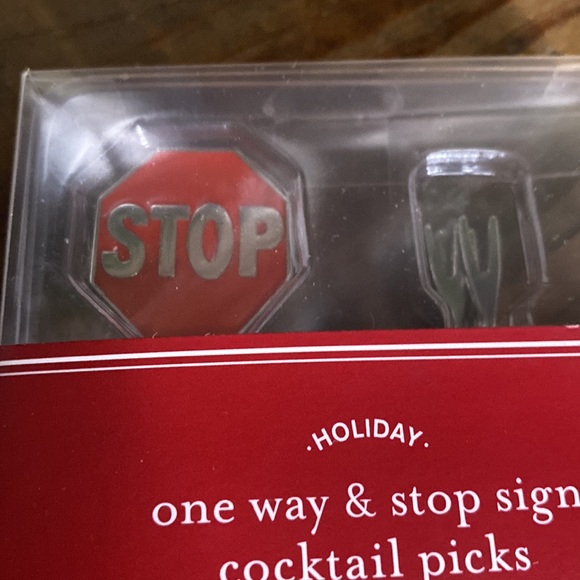 STOP
·HOLIDAY·
one way & stop sign
cocktail picks